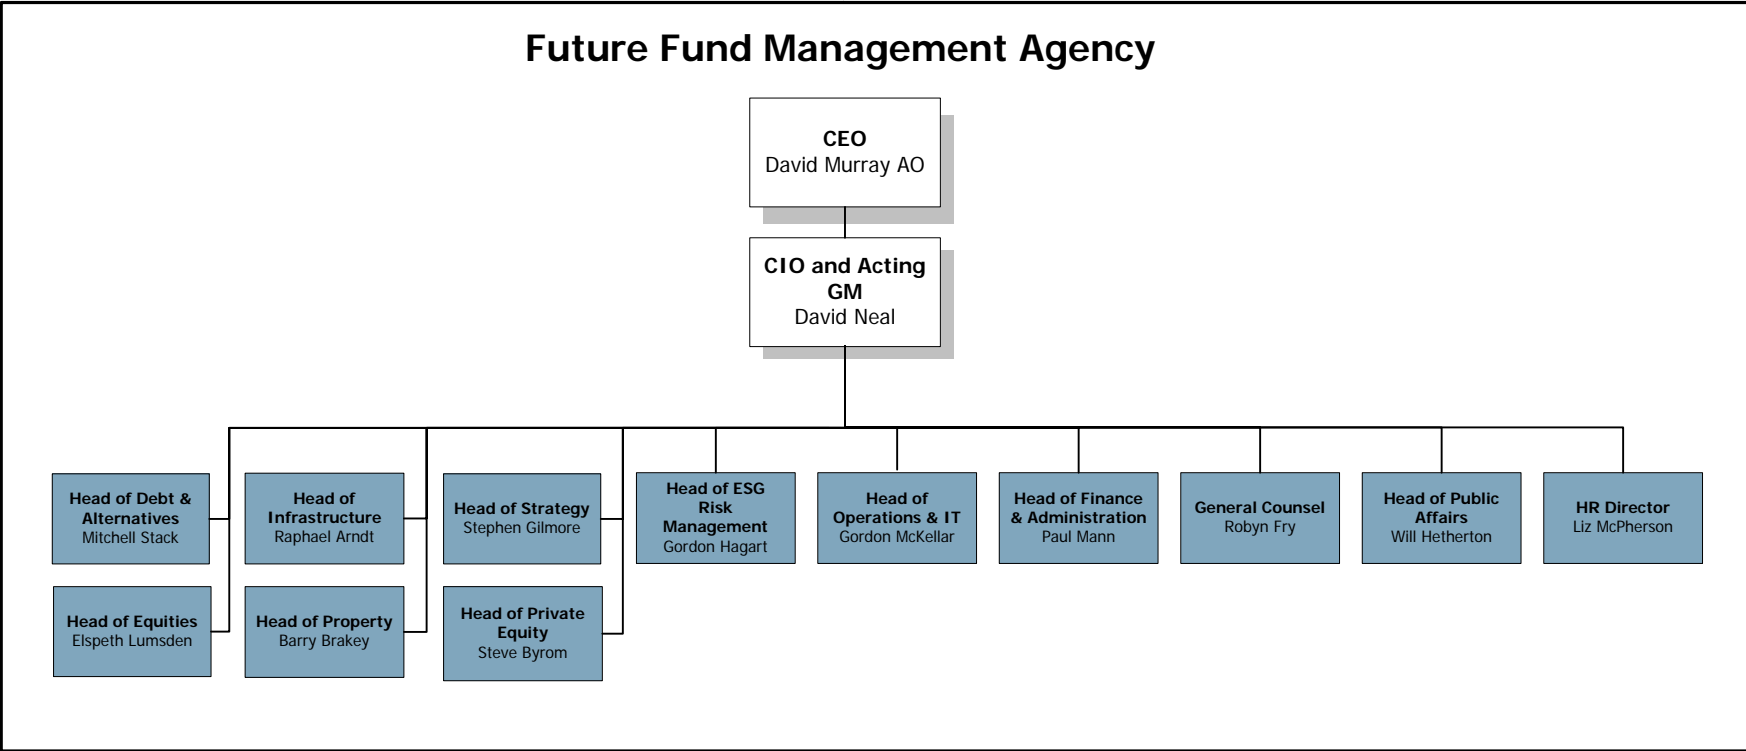 Future Fund Management Agency
CEO
David Murray AO
CIO and Acting
GM
David Neal
Head of Debt &
Alternatives
Mitchell Stack
Head of
Infrastructure
Raphael Arndt
Head of Strategy
Stephen Gilmore
Head of ESG
Risk
Management
Gordon Hagart
Head of
Operations & IT
Gordon McKellar
Head of Finance
& Administration
Paul Mann
General Counsel
Robyn Fry
Head of Public
Affairs
Will Hetherton
HR Director
Liz McPherson
Head of Equities
Elspeth Lumsden
Head of Property
Barry Brakey
Head of Private
Equity
Steve Byrom